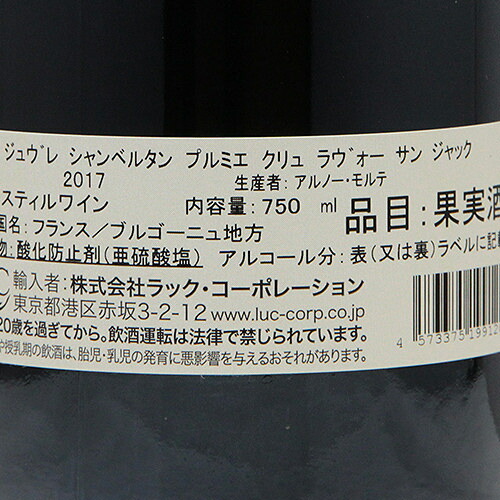 ジュヴレ シャンベルタン プルミエ クリュ ラヴォー サン ジャック
2017 生産者: アルノー・モルテ
スティルワイン 内容量: 750 ml 品目:果実酒
国名: フランス/ブルゴーニュ地方
物: 酸化防止剤(亜硫酸塩) アルコール分: 表(又は裏)ラベルに記載
輸入者: 株式会社ラック・コーポレーション
東京都港区赤坂3-2-12 www.luc-corp.co.jp
20歳を過ぎてから。飲酒運転は法律で禁じられています。
授乳期の飲酒は、胎児・乳児の発育に悪影響を与えるおそれがあります。
4 573375 19912